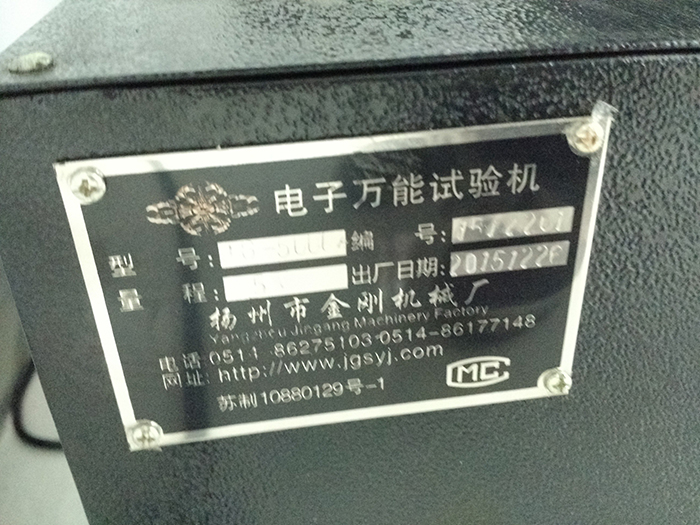 电子万能试验机
型 号: 编 号:
量 程: 出厂日期:
扬州市金刚机械厂
Yangzhou Jingang Machinery Factory
电话:0514-86275103·0514-86177148
网址:http://www.jgsyj.com
MC
苏制10880129号-1